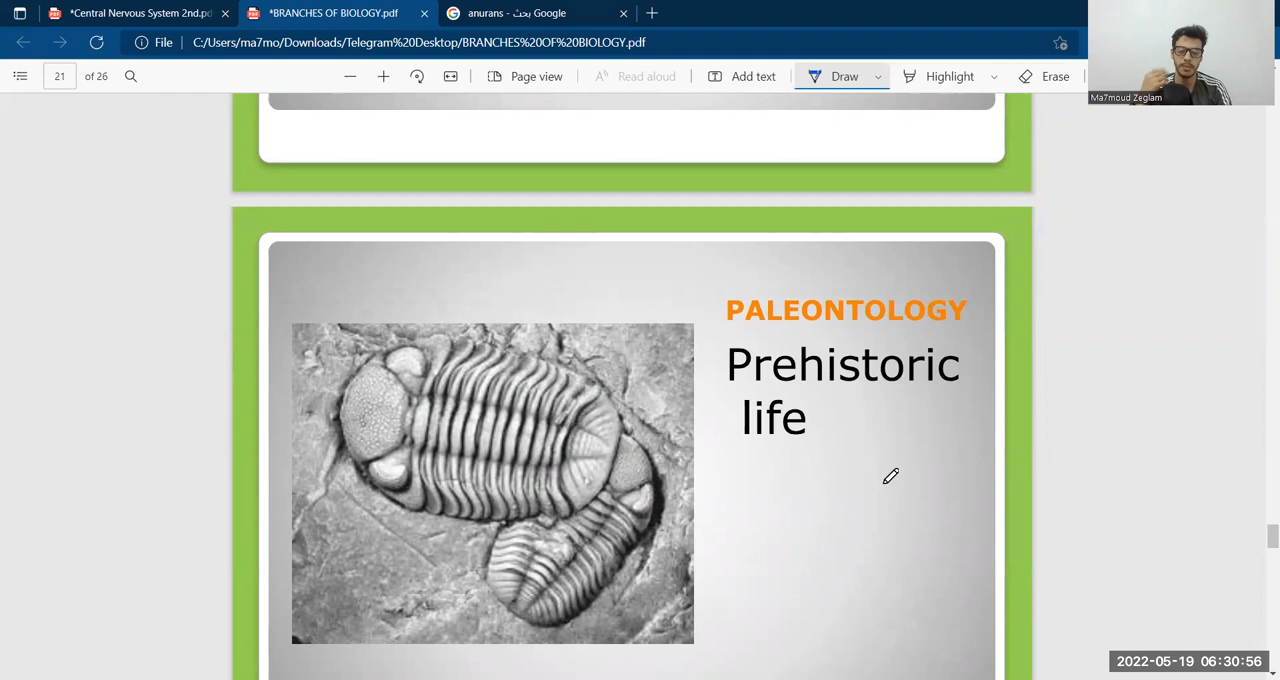 *Central Nervous System 2nd.pd
*BRANCHES OF BIOLOGY.pdf
anurans - بحث Google
File
C:/Users/ma7mo/Downloads/Telegram%20Desktop/BRANCHES%20OF%20BIOLOGY.pdf
21 of 26
Page view
Read aloud
Add text
Draw
Highlight
Erase
Ma7moud Zeglam
PALEONTOLOGY
Prehistoric
life
2022-05-19 06:30:56